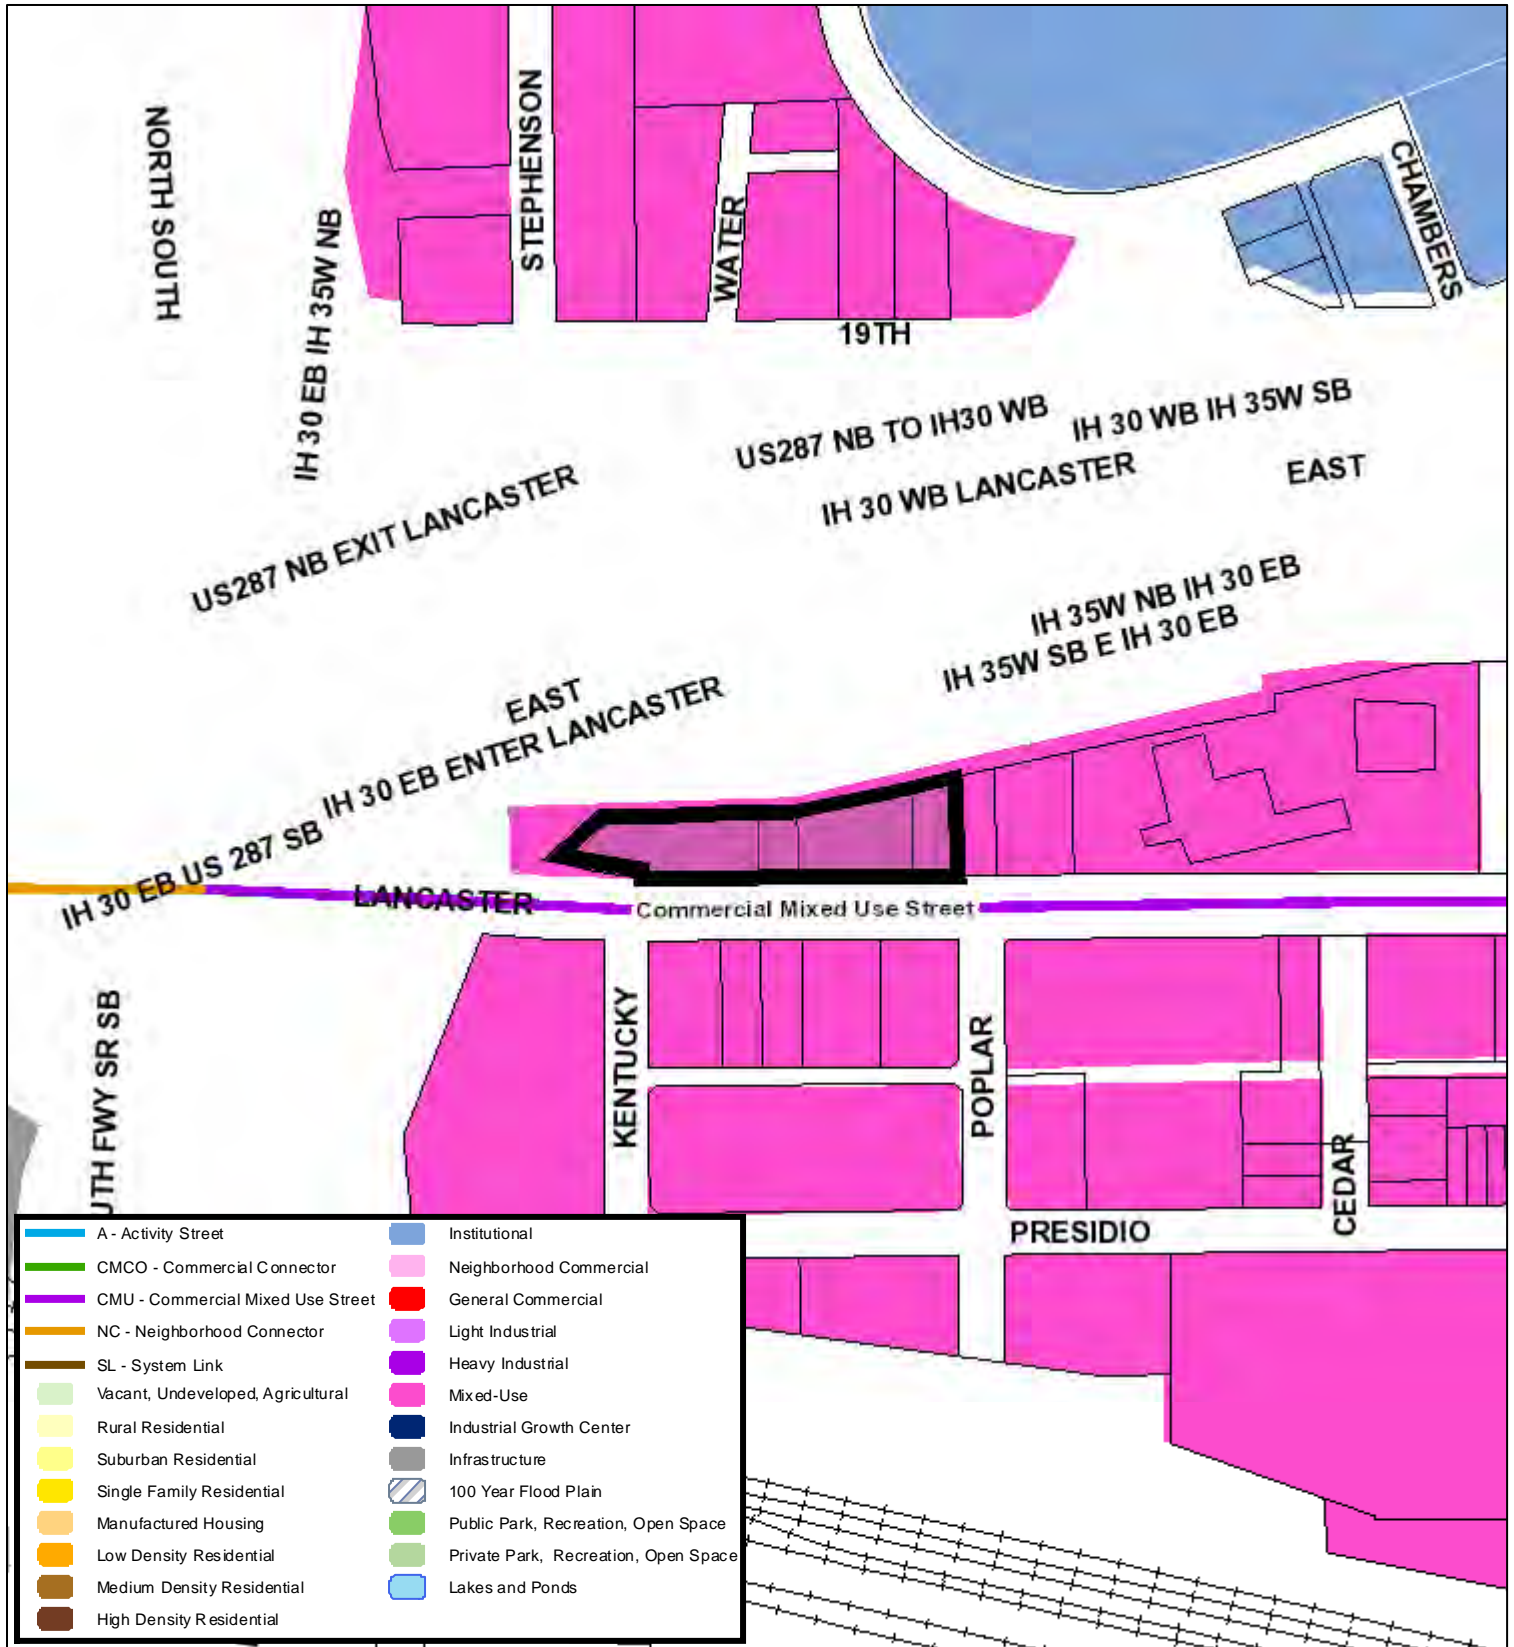 STEPHENSON
NORTH SOUTH
CHAMBERS
WATER
IH 30 EB IH 35W NB
19TH
US287 NB TO IH30 WB
IH 30 WB IH 35W SB
IH 30 WB LANCASTER
EAST
US287 NB EXIT LANCASTER
IH 35W NB IH 30 EB
IH 35W SB E IH 30 EB
EAST
IH 30 EB ENTER LANCASTER
IH 30 EB US 287 SB
LANCASTER
Commercial Mixed Use Street
UTH FWY SR SB
KENTUCKY
POPLAR
CEDAR
PRESIDIO
A - Activity Street
CMCO - Commercial Connector
CMU - Commercial Mixed Use Street
NC - Neighborhood Connector
SL - System Link
Vacant, Undeveloped, Agricultural
Rural Residential
Suburban Residential
Single Family Residential
Manufactured Housing
Low Density Residential
Medium Density Residential
High Density Residential
Institutional
Neighborhood Commercial
General Commercial
Light Industrial
Heavy Industrial
Mixed-Use
Industrial Growth Center
Infrastructure
100 Year Flood Plain
Public Park, Recreation, Open Space
Private Park, Recreation, Open Space
Lakes and Ponds